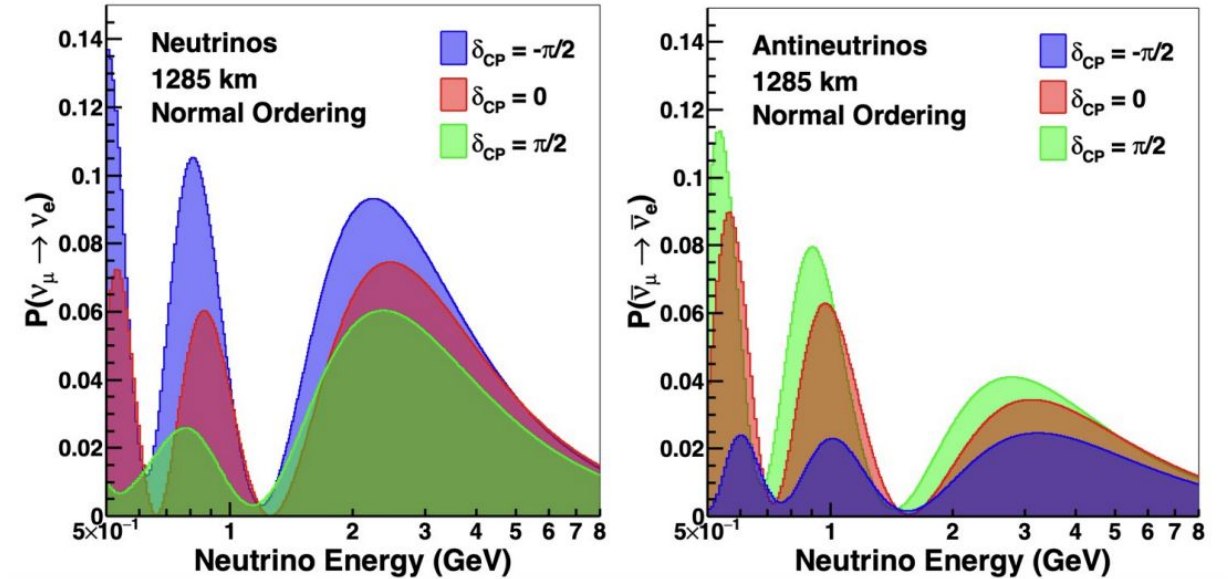 Neutrinos
1285 km
Normal Ordering
δCP = -π/2
δCP = 0
δCP = π/2
P(νμ → νe)
0.14
0.12
0.1
0.08
0.06
0.04
0.02
0
5×10⁻¹ 1 2 3 4 5 6 7 8
Neutrino Energy (GeV)
Antineutrinos
1285 km
Normal Ordering
δCP = -π/2
δCP = 0
δCP = π/2
P(ν̄μ → ν̄e)
0.14
0.12
0.1
0.08
0.06
0.04
0.02
0
5×10⁻¹ 1 2 3 4 5 6 7 8
Neutrino Energy (GeV)